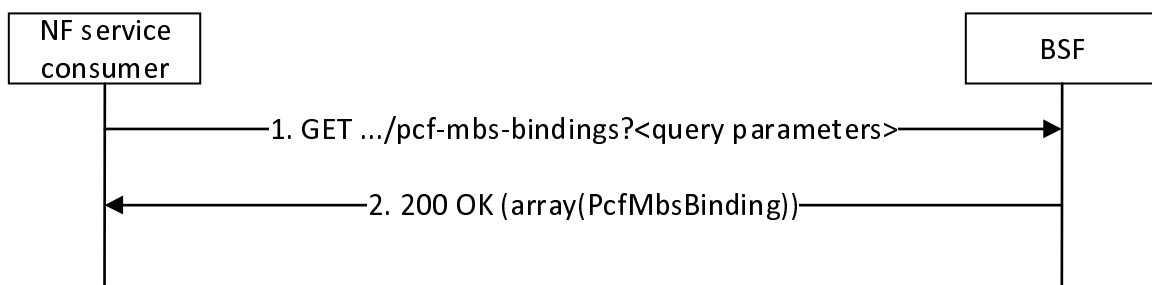 NF service
consumer
BSF
1. GET .../pcf-mbs-bindings?<query parameters>
2. 200 OK (array(PcfMbsBinding))